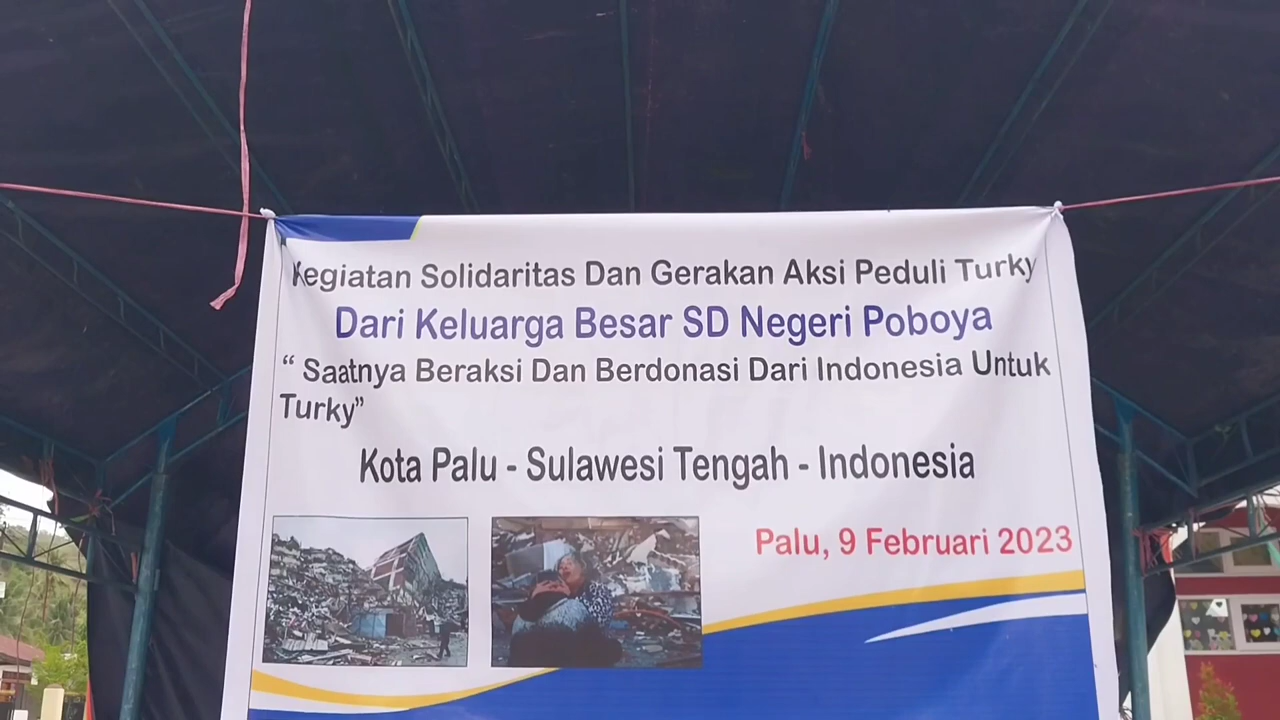 Kegiatan Solidaritas Dan Gerakan Aksi Peduli Turky
Dari Keluarga Besar SD Negeri Poboya
“ Saatnya Beraksi Dan Berdonasi Dari Indonesia Untuk
Turky”
Kota Palu - Sulawesi Tengah - Indonesia
Palu, 9 Februari 2023